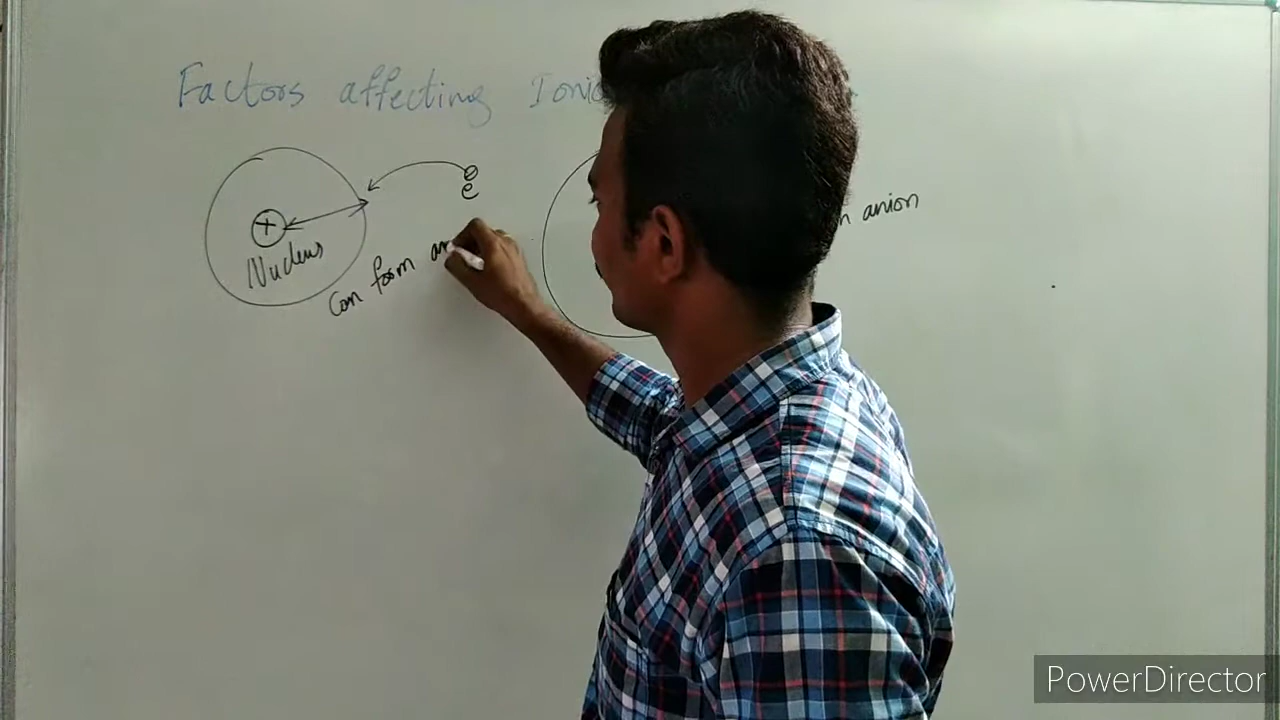 Factors affecting Ionic
+
e
Nucleus
Can form an
anion
PowerDirector